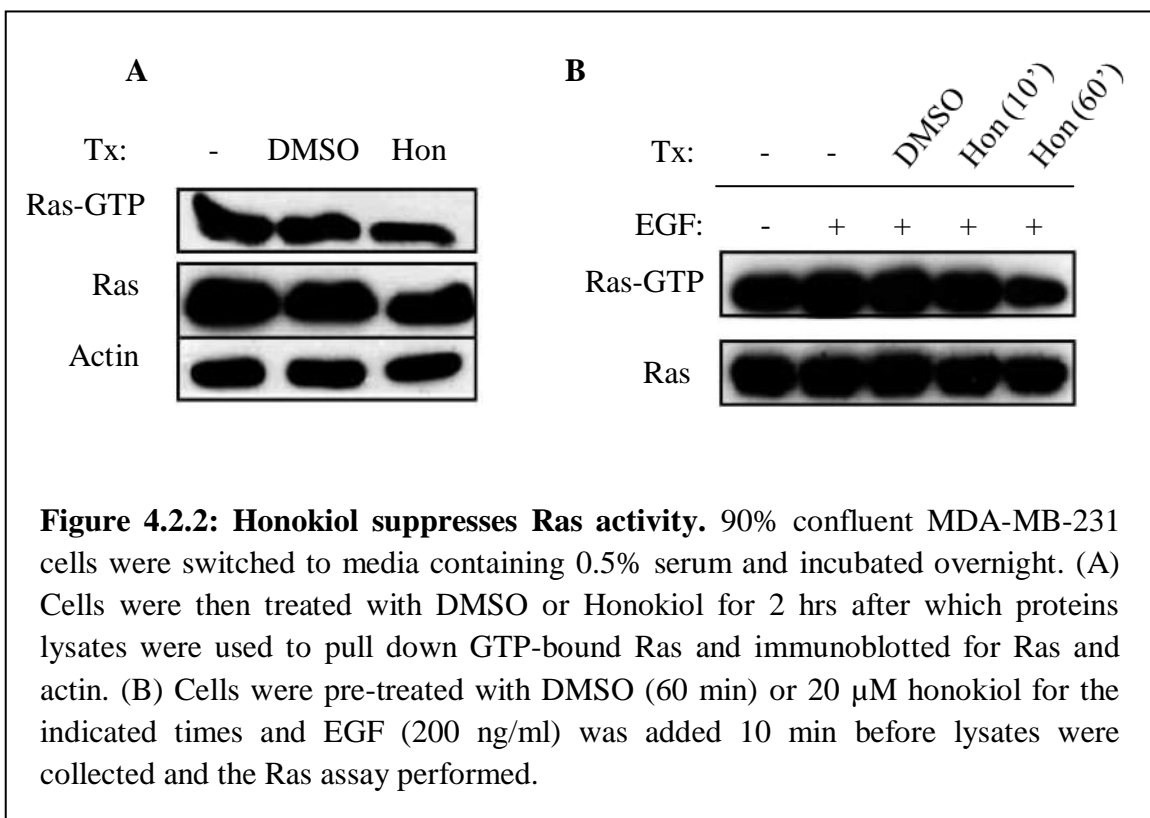 A
Tx: - DMSO Hon
Ras-GTP
Ras
Actin
B
Tx: - - DMSO Hon (10’) Hon (60’)
EGF: - + + + +
Ras-GTP
Ras
Figure 4.2.2: Honokiol suppresses Ras activity. 90% confluent MDA-MB-231
cells were switched to media containing 0.5% serum and incubated overnight. (A)
Cells were then treated with DMSO or Honokiol for 2 hrs after which proteins
lysates were used to pull down GTP-bound Ras and immunoblotted for Ras and
actin. (B) Cells were pre-treated with DMSO (60 min) or 20 µM honokiol for the
indicated times and EGF (200 ng/ml) was added 10 min before lysates were
collected and the Ras assay performed.